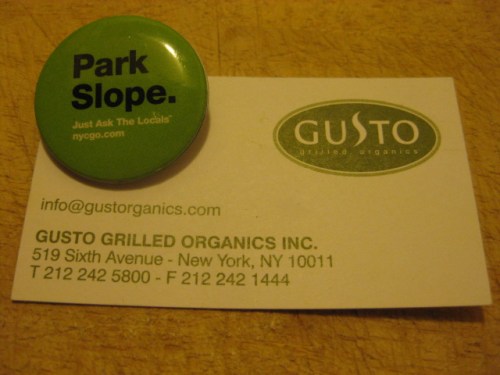 Park
Slope.
Just Ask The Locals™
nycgo.com
GUSTO
grilled organics
info@gustorganics.com
GUSTO GRILLED ORGANICS INC.
519 Sixth Avenue - New York, NY 10011
T 212 242 5800 - F 212 242 1444